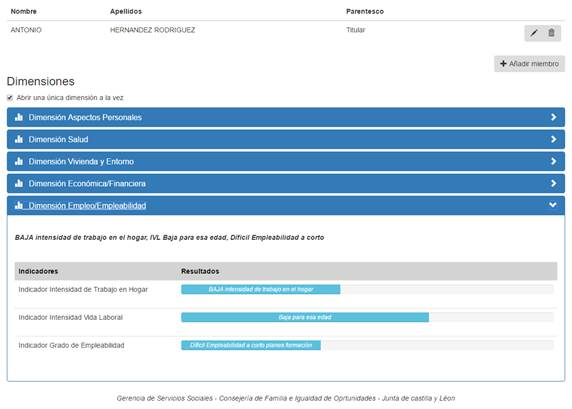 Nombre Apellidos Parentesco
ANTONIO HERNANDEZ RODRIGUEZ Titular
Añadir miembro
Dimensiones
Abrir una única dimensión a la vez
Dimensión Aspectos Personales
Dimensión Salud
Dimensión Vivienda y Entorno
Dimensión Económica/Financiera
Dimensión Empleo/Empleabilidad
BAJA intensidad de trabajo en el hogar, IVL Baja para esa edad, Difícil Empleabilidad a corto
Indicadores Resultados
Indicador Intensidad de Trabajo en Hogar BAJA intensidad de trabajo en el hogar
Indicador Intensidad Vida Laboral Baja para esa edad
Indicador Grado de Empleabilidad Difícil Empleabilidad a corto planes formación
Gerencia de Servicios Sociales - Consejería de Familia e Igualdad de Oprtunidades - Junta de castilla y Léon